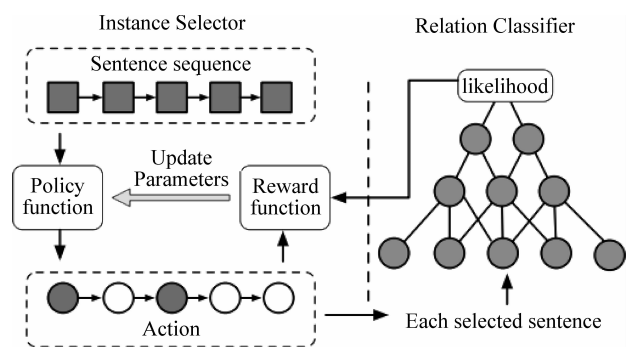 Instance Selector
Relation Classifier
Sentence sequence
likelihood
Policy
function
Update
Parameters
Reward
function
Action
Each selected sentence